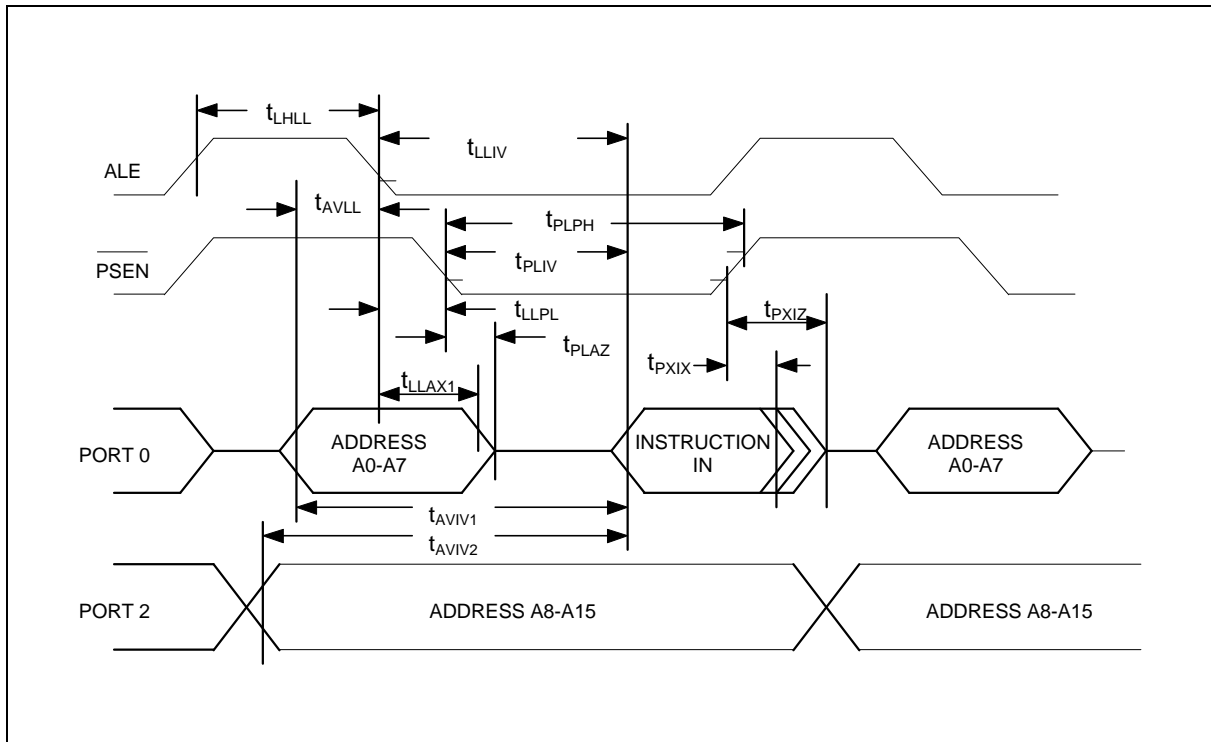 tLHLL
tLLIV
ALE
tAVLL
tPLPH
PSEN
tPLIV
tLLPL
tPXIZ
tPLAZ
tPXIX
tLLAX1
PORT 0
ADDRESS
A0-A7
INSTRUCTION
IN
ADDRESS
A0-A7
tAVIV1
tAVIV2
PORT 2
ADDRESS A8-A15
ADDRESS A8-A15